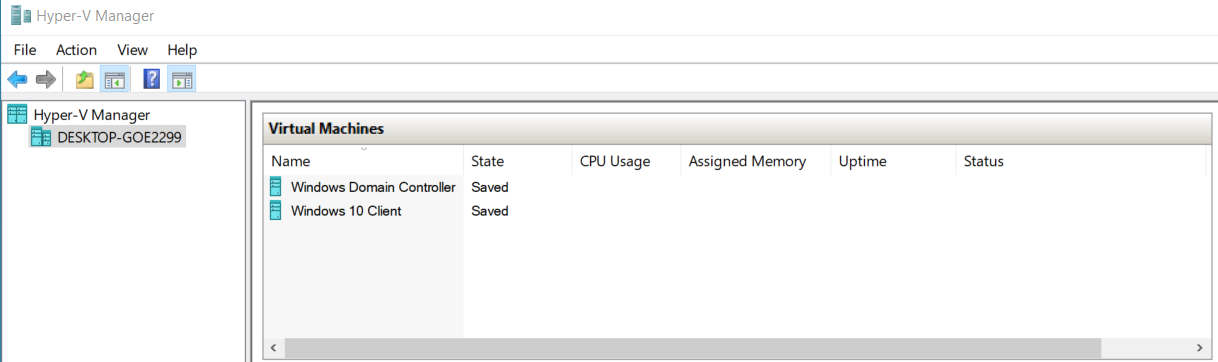 Hyper-V Manager
File Action View Help
Hyper-V Manager
DESKTOP-GOE2299
Virtual Machines
Name State CPU Usage Assigned Memory Uptime Status
Windows Domain Controller Saved
Windows 10 Client Saved